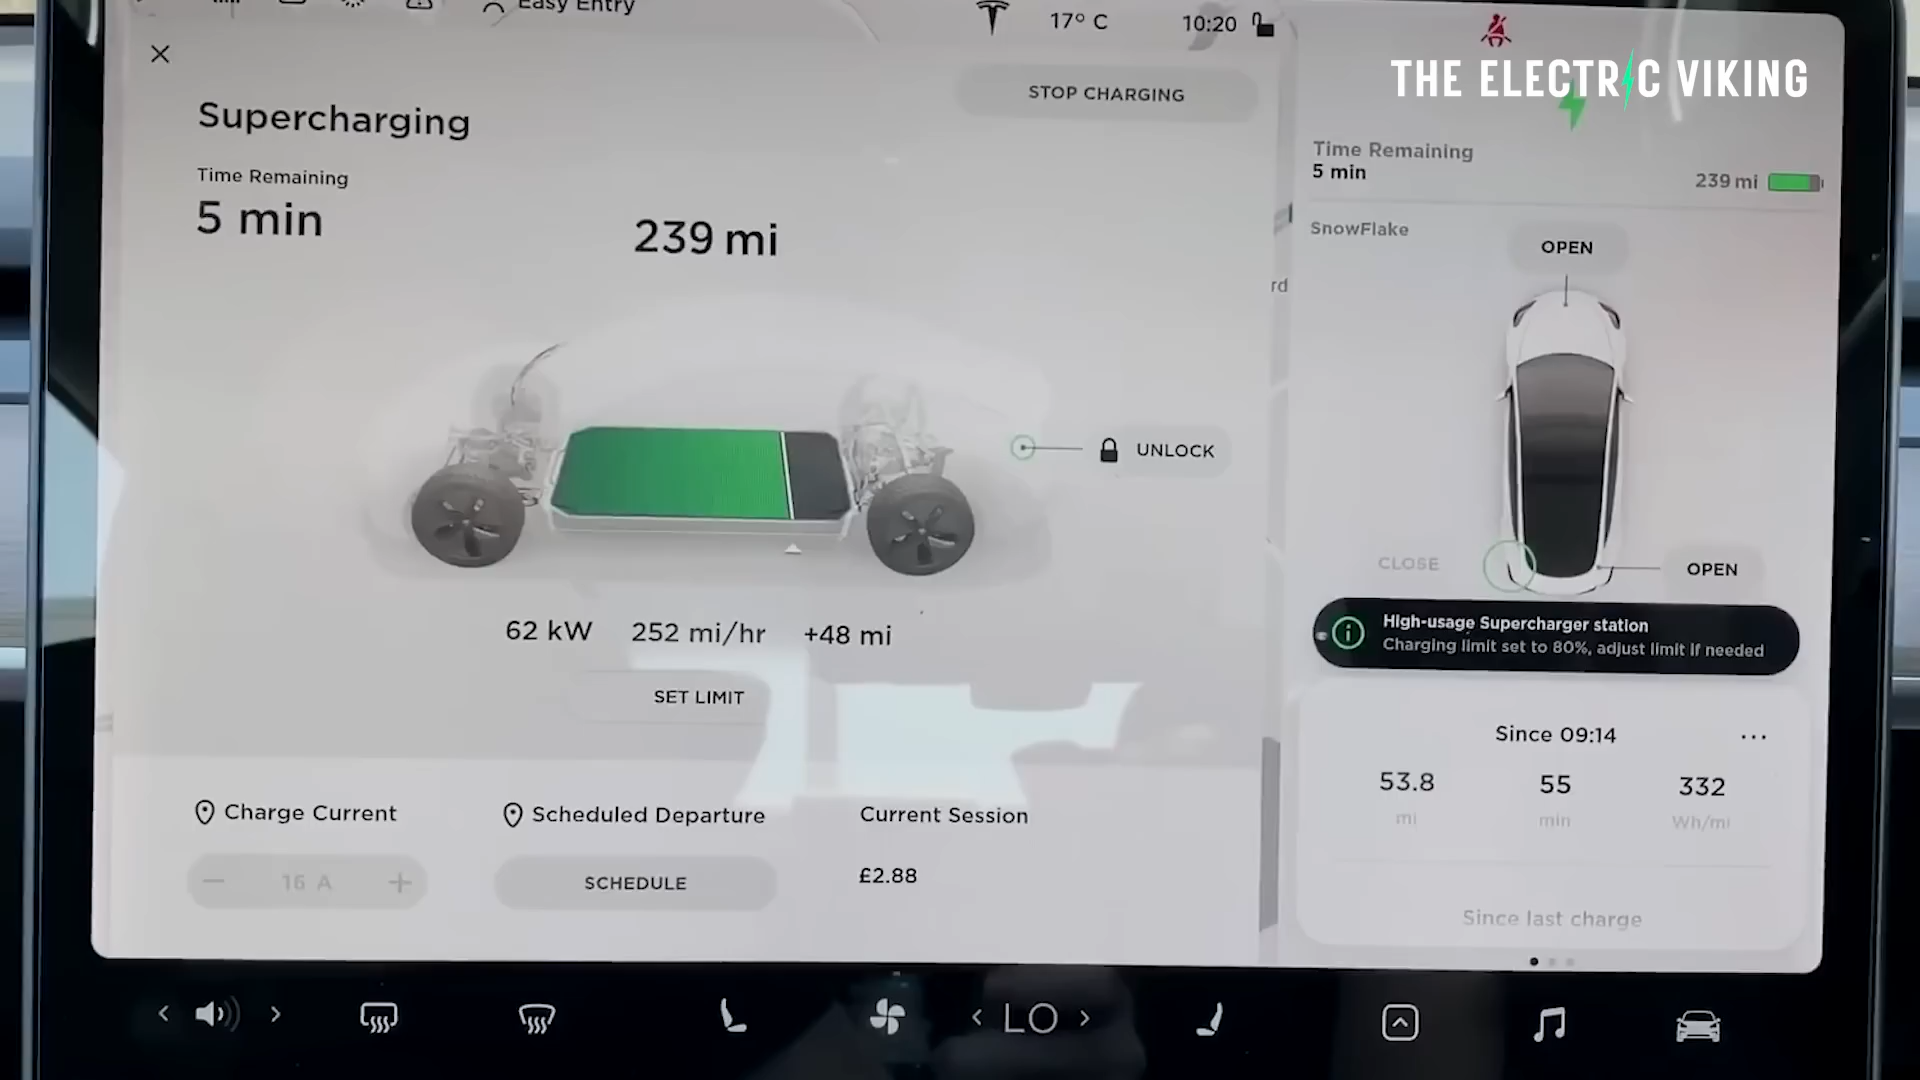 Easy Entry
17° C
10:20
STOP CHARGING
Supercharging
Time Remaining
5 min
239 mi
UNLOCK
62 kW 252 mi/hr +48 mi
SET LIMIT
Charge Current
16 A
Scheduled Departure
SCHEDULE
Current Session
£2.88
rd
THE ELECTRIC VIKING
Time Remaining
5 min
239 mi
SnowFlake
OPEN
CLOSE
OPEN
High-usage Supercharger station
Charging limit set to 80%, adjust limit if needed
Since 09:14
53.8 55 332
mi min Wh/mi
Since last charge
LO